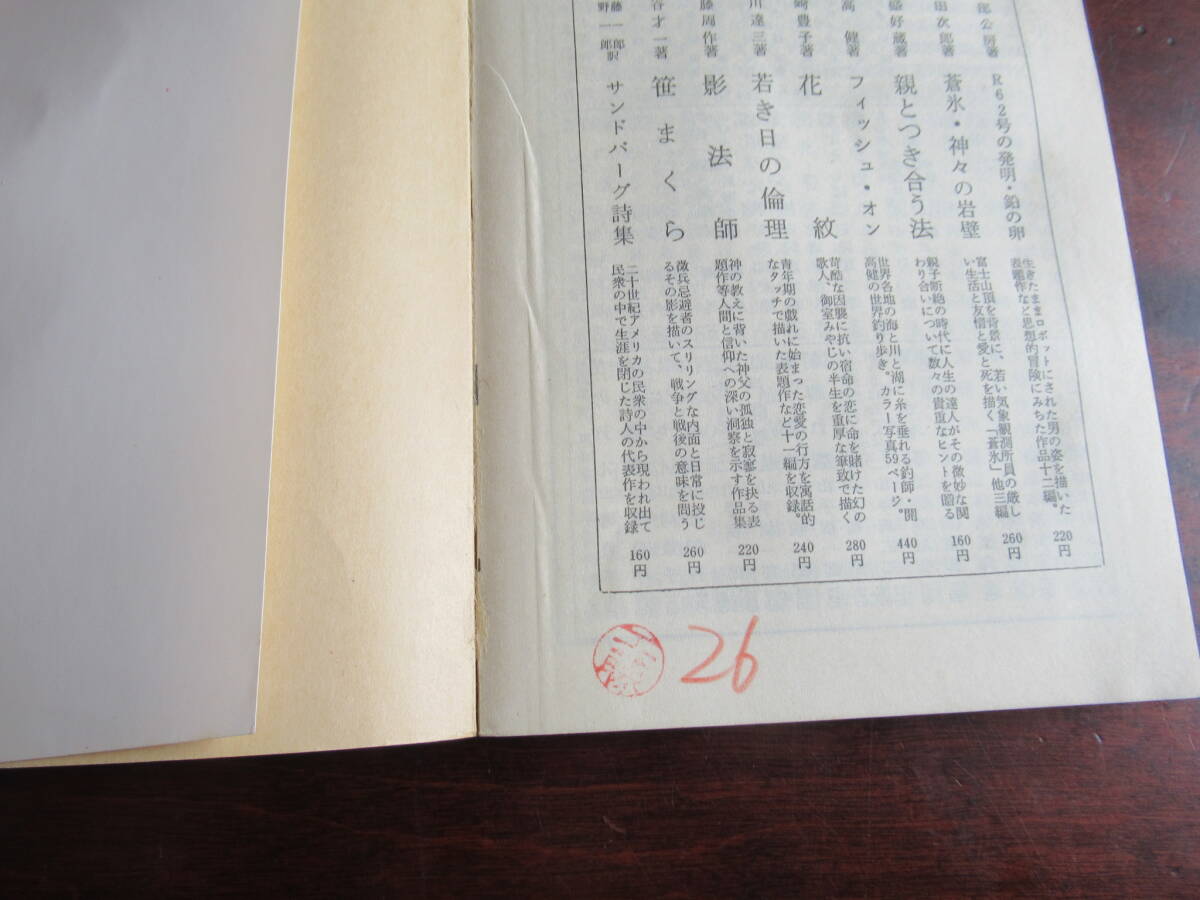 部公房著
R62号の発明・鉛の卵
生きたままロボットにされた男の姿を描いた
表題作など思想的冒険にみちた作品十二編。
220円
田次郎著
蒼氷・神々の岩壁
富士山頂を背景に、若い気象観測所員の厳し
い生活と友情と愛と死を描く「蒼氷」他三編
260円
盛好蔵著
親とつき合う法
親子断絶の時代に人生の達人がその微妙な関
わり合いについて数々の貴重なヒントを贈る
160円
高 健著
フィッシュ・オン
世界各地の海と川と湖に糸を垂れる釣師・開
高健の世界釣り歩き。カラー写真59ページ。
440円
崎豊子著
花紋
苛酷な因襲に抗い宿命の恋に命を賭けた幻の
歌人、御室みやじの半生を重厚な筆致で描く
280円
川達三著
若き日の倫理
青年期の戯れに始まった恋愛の行方を寓話的
なタッチで描いた表題作など十一編を収録。
240円
藤周作著
影法師
神の教えに背いた神父の孤独と寂寥を抉る表
題作等人間と信仰への深い洞察を示す作品集
220円
谷才一著
笹まくら
徴兵忌避者のスリリングな内面と日常に投じ
るその影を描いて、戦争と戦後の意味を問う
260円
藤一郎
野一郎訳
サンドバーグ詩集
二十世紀アメリカの民衆の中から現われ出て
民衆の中で生涯を閉じた詩人の代表作を収録
160円
26